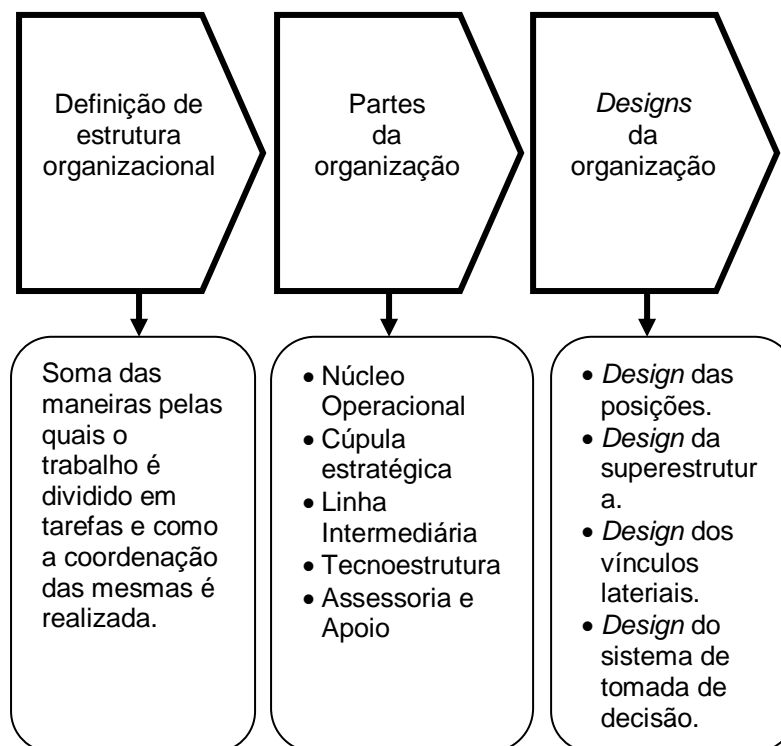 Definição de
estrutura
organizacional
Partes
da
organização
Designs
da
organização
Soma das
maneiras pelas
quais o
trabalho é
dividido em
tarefas e como
a coordenação
das mesmas é
realizada.
• Núcleo
Operacional
• Cúpula
estratégica
• Linha
Intermediária
• Tecnoestrutura
• Assessoria e
Apoio
• Design das
posições.
• Design da
superestrutur
a.
• Design dos
vínculos
lateriais.
• Design do
sistema de
tomada de
decisão.